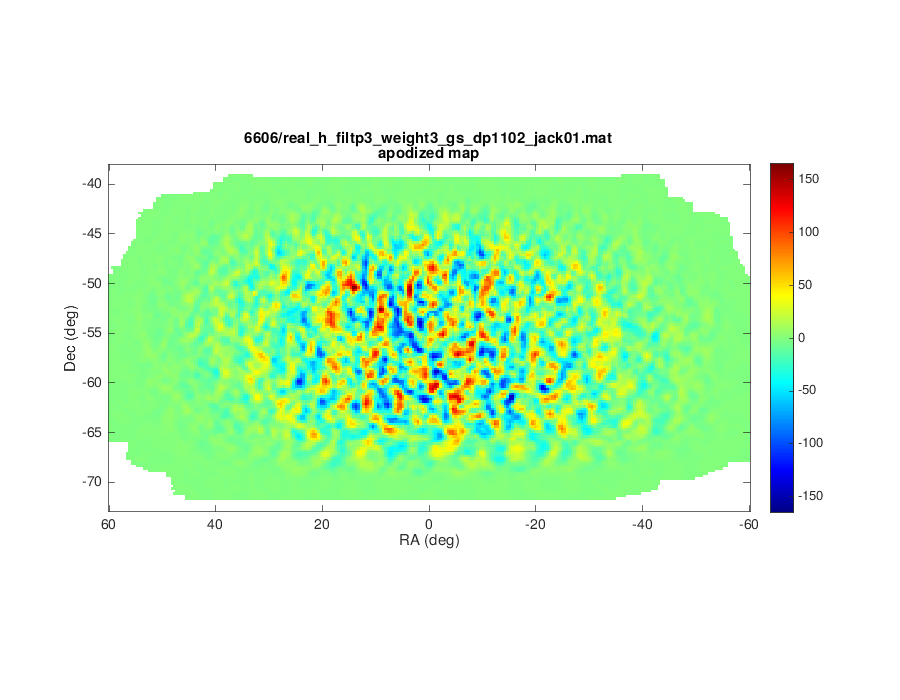 6606/real_h_filtp3_weight3_gs_dp1102_jack01.mat
apodized map
-40
-45
-50
-55
-60
-65
-70
Dec (deg)
60 40 20 0 -20 -40 -60
RA (deg)
150
100
50
0
-50
-100
-150